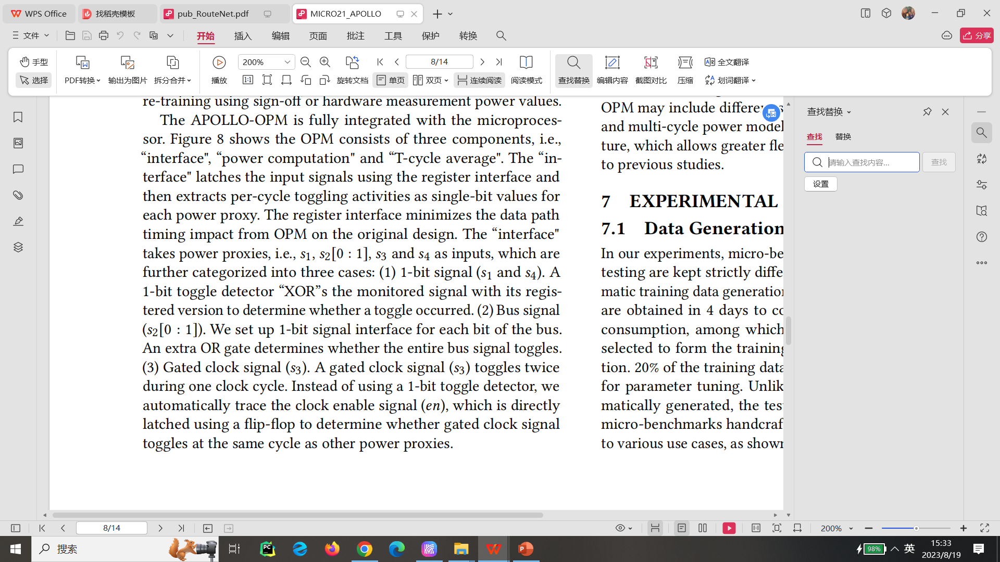 WPS Office
找稻壳模板
pub_RouteNet.pdf
MICRO21_APOLLO
文件
开始
插入
编辑
页面
批注
工具
保护
转换
分享
手型
选择
PDF转换
输出为图片
拆分合并
播放
200%
8/14
旋转文档
单页
双页
连续阅读
阅读模式
查找替换
编辑内容
截图对比
压缩
全文翻译
划词翻译
re-training using sign-off or hardware measurement power values.
The APOLLO-OPM is fully integrated with the microproces-
sor. Figure 8 shows the OPM consists of three components, i.e.,
“interface", “power computation" and “T-cycle average". The “in-
terface" latches the input signals using the register interface and
then extracts per-cycle toggling activities as single-bit values for
each power proxy. The register interface minimizes the data path
timing impact from OPM on the original design. The “interface"
takes power proxies, i.e., s1, s2[0 : 1], s3 and s4 as inputs, which are
further categorized into three cases: (1) 1-bit signal (s1 and s4). A
1-bit toggle detector “XOR”s the monitored signal with its regis-
tered version to determine whether a toggle occurred. (2) Bus signal
(s2[0 : 1]). We set up 1-bit signal interface for each bit of the bus.
An extra OR gate determines whether the entire bus signal toggles.
(3) Gated clock signal (s3). A gated clock signal (s3) toggles twice
during one clock cycle. Instead of using a 1-bit toggle detector, we
automatically trace the clock enable signal (en), which is directly
latched using a flip-flop to determine whether gated clock signal
toggles at the same cycle as other power proxies.
OPM may include differe
and multi-cycle power model
ture, which allows greater fle
to previous studies.
7 EXPERIMENTAL
7.1 Data Generation
In our experiments, micro-be
testing are kept strictly diffe
matic training data generation
are obtained in 4 days to co
consumption, among which
selected to form the training
tion. 20% of the training data
for parameter tuning. Unlik
matically generated, the tes
micro-benchmarks handcraf
to various use cases, as shown
查找替换
查找
替换
请输入查找内容...
查找
设置
8/14
200%
搜索
98%
英
15:33
2023/8/19